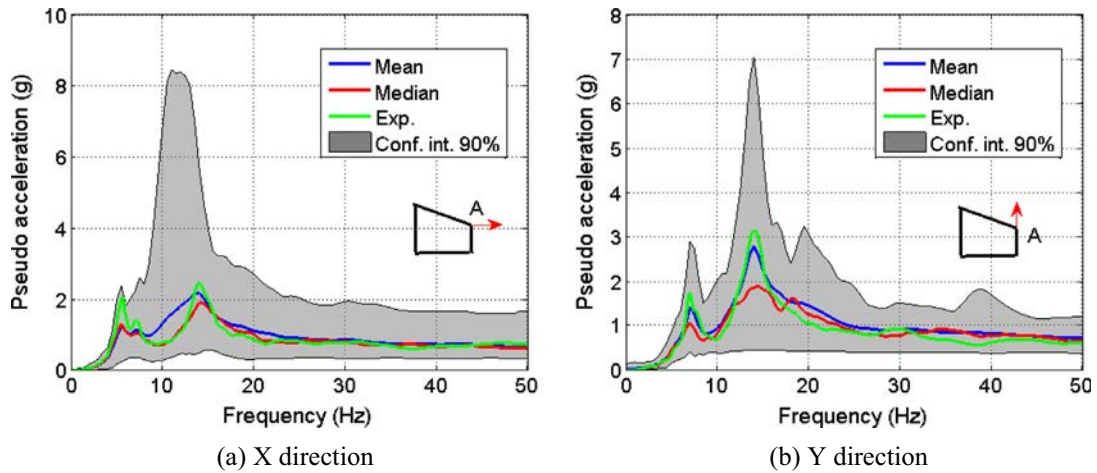 10
8
6
4
2
0
Pseudo acceleration (g)
Mean
Median
Exp.
Conf. int. 90%
A
0 10 20 30 40 50
Frequency (Hz)
(a) X direction
8
7
6
5
4
3
2
1
0
Pseudo acceleration (g)
Mean
Median
Exp.
Conf. int. 90%
A
0 10 20 30 40 50
Frequency (Hz)
(b) Y direction